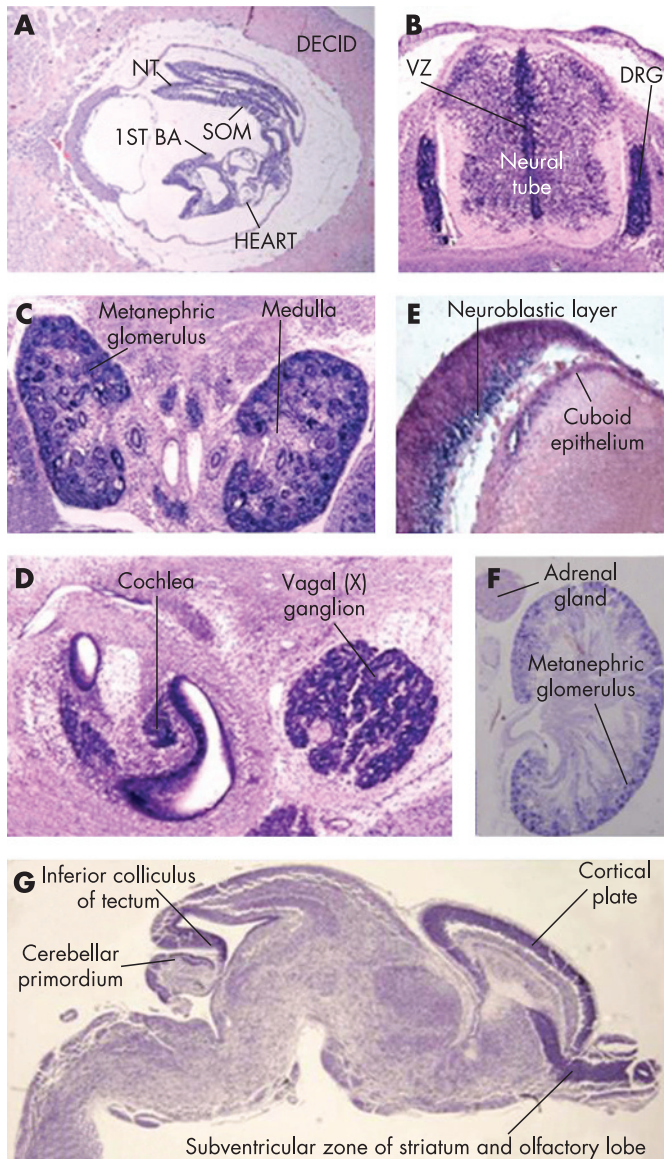 A
DECID
NT
SOM
1ST BA
HEART
B
VZ
DRG
Neural
tube
C
Metanephric
glomerulus
Medulla
E
Neuroblastic layer
Cuboid
epithelium
D
Cochlea
Vagal (X)
ganglion
F
Adrenal
gland
Metanephric
glomerulus
G
Inferior colliculus
of tectum
Cerebellar
primordium
Cortical
plate
Subventricular zone of striatum and olfactory lobe